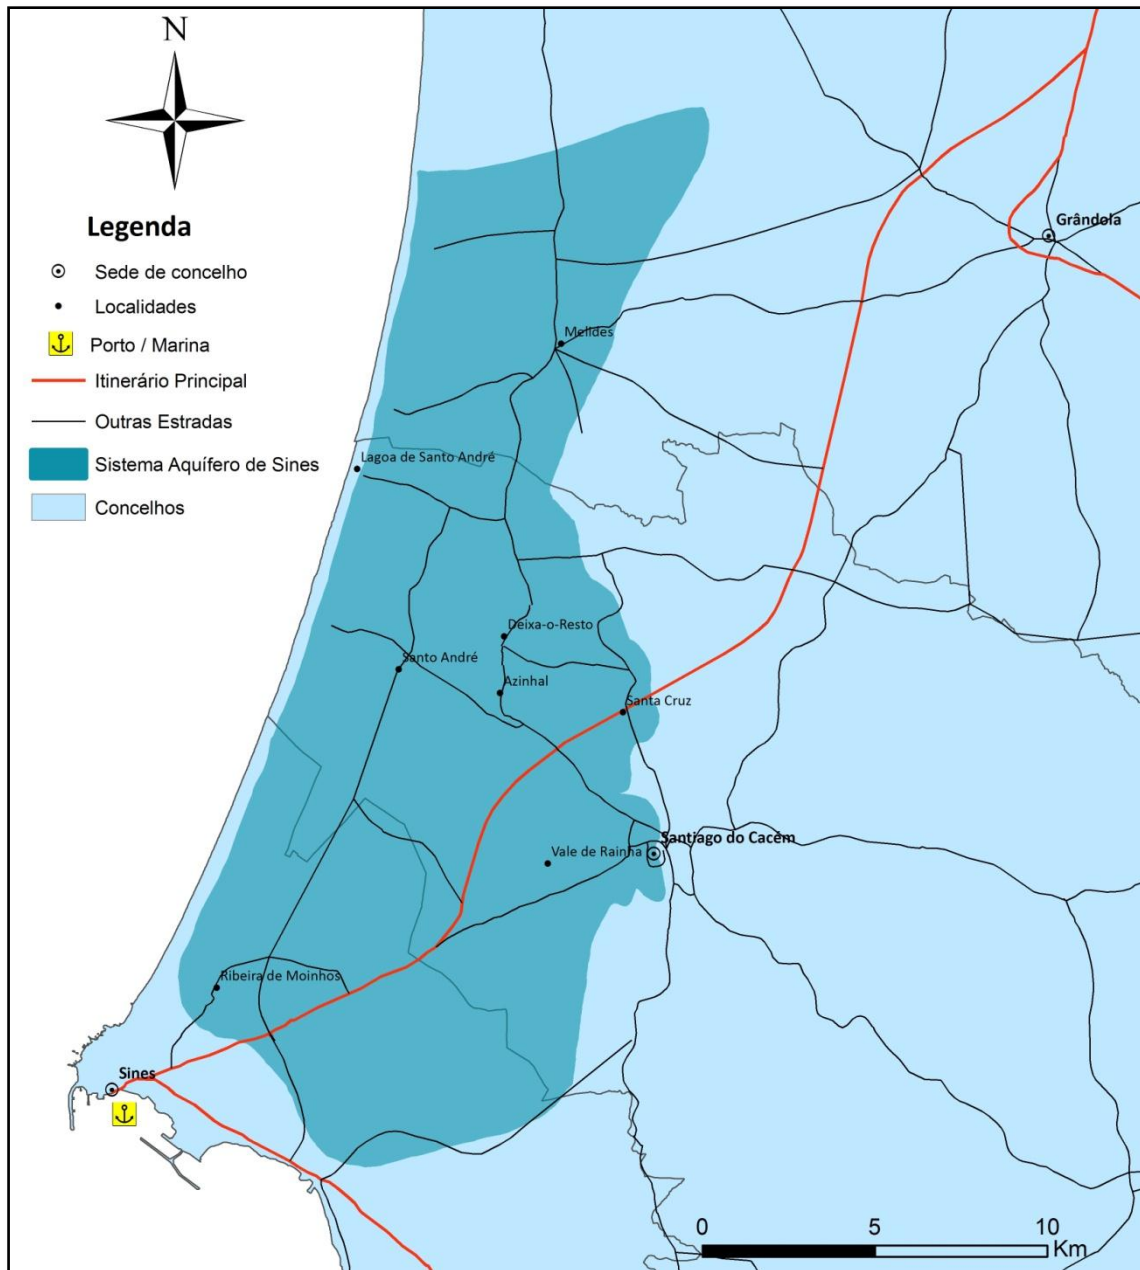 N
Legenda
Sede de concelho
Localidades
Porto / Marina
Itinerário Principal
Outras Estradas
Sistema Aquífero de Sines
Concelhos
Grândola
Melides
Lagoa de Santo André
Deixa-o-Resto
Santo André
Azinhal
Santa Cruz
Santiago do Cacém
Vale de Rainha
Ribeira de Moinhos
Sines
0 5 10
Km